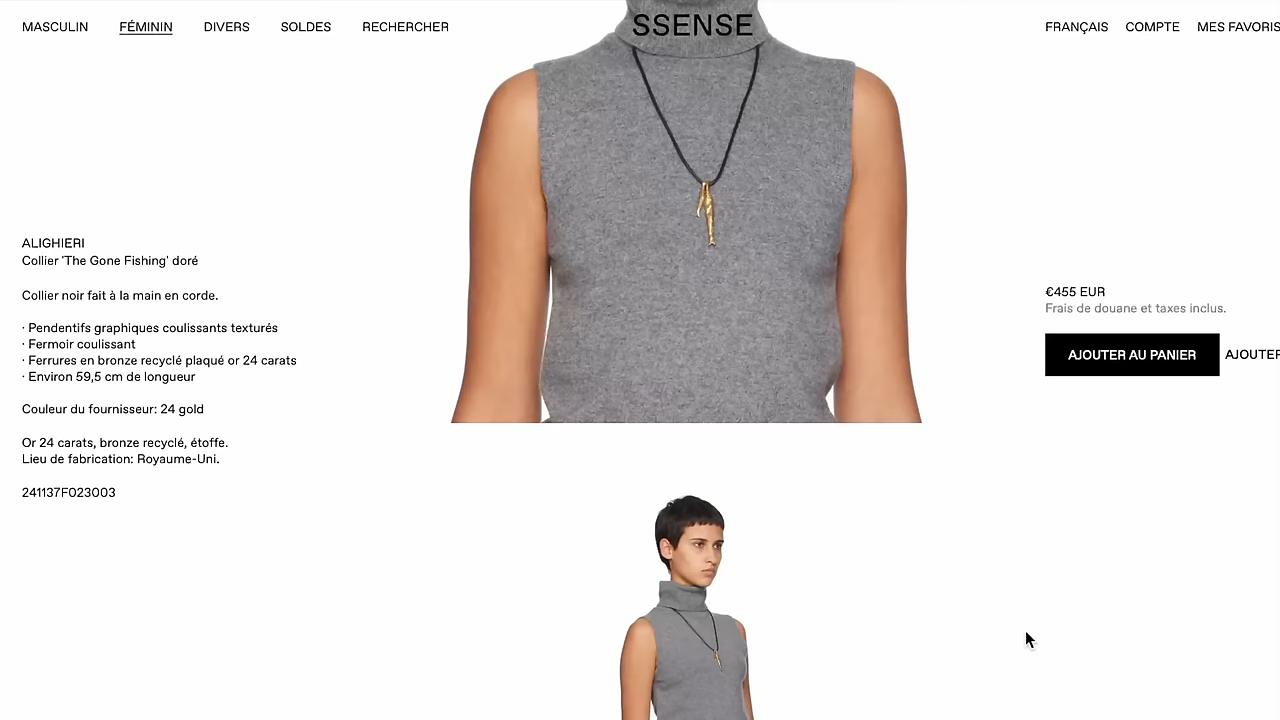 MASCULIN FÉMININ DIVERS SOLDES RECHERCHER SSENSE FRANÇAIS COMPTE MES FAVORIS
ALIGHIERI
Collier 'The Gone Fishing' doré
Collier noir fait à la main en corde.
· Pendentifs graphiques coulissants texturés
· Fermoir coulissant
· Ferrures en bronze recyclé plaqué or 24 carats
· Environ 59,5 cm de longueur
Couleur du fournisseur: 24 gold
Or 24 carats, bronze recyclé, étoffe.
Lieu de fabrication: Royaume-Uni.
241137F023003
€455 EUR
Frais de douane et taxes inclus.
AJOUTER AU PANIER AJOUTER